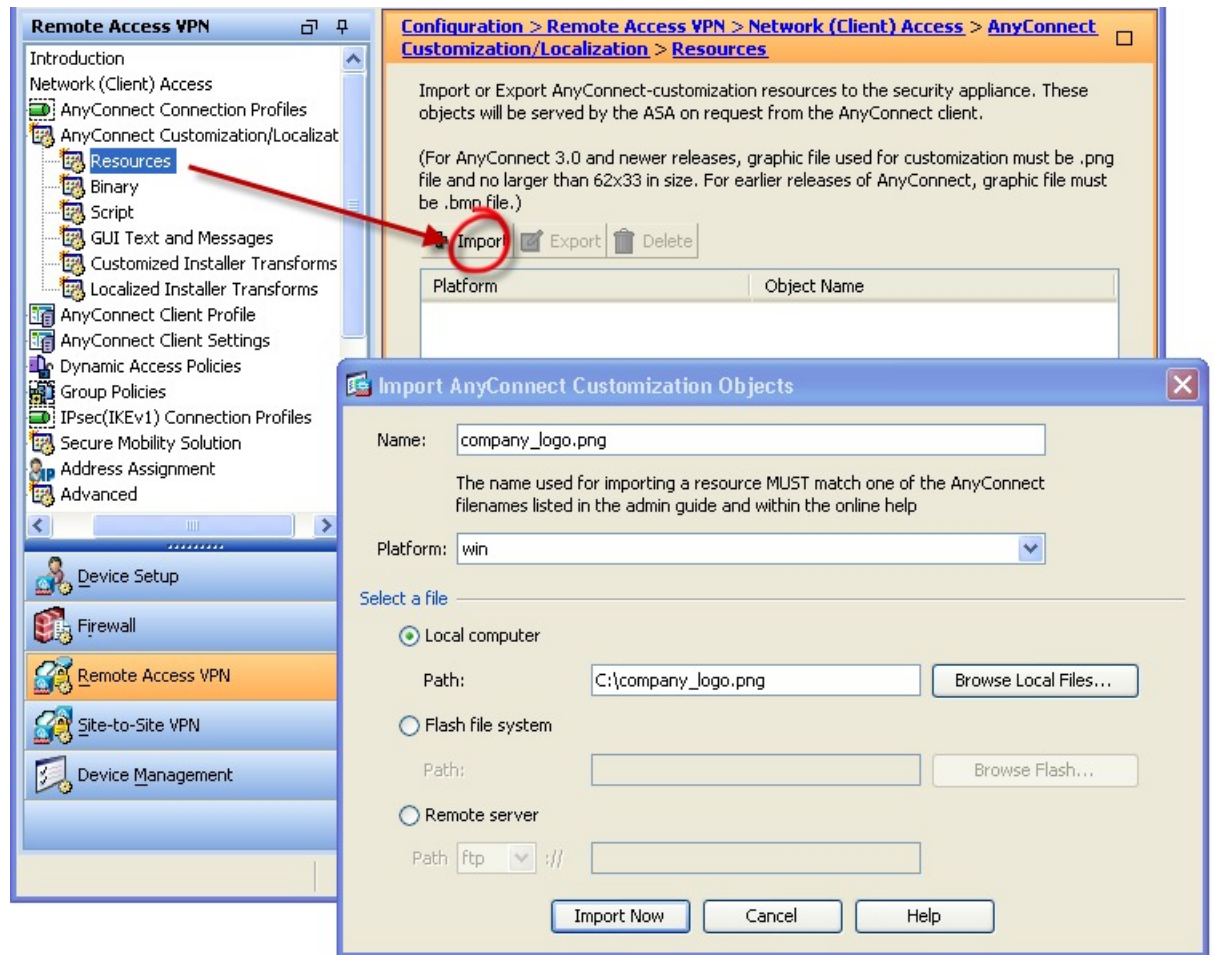 Remote Access VPN
Introduction
Network (Client) Access
AnyConnect Connection Profiles
AnyConnect Customization/Localizat
Resources
Binary
Script
GUI Text and Messages
Customized Installer Transforms
Localized Installer Transforms
AnyConnect Client Profile
AnyConnect Client Settings
Dynamic Access Policies
Group Policies
IPsec(IKEv1) Connection Profiles
Secure Mobility Solution
Address Assignment
Advanced
Device Setup
Firewall
Remote Access VPN
Site-to-Site VPN
Device Management
Configuration > Remote Access VPN > Network (Client) Access > AnyConnect
Customization/Localization > Resources
Import or Export AnyConnect-customization resources to the security appliance. These
objects will be served by the ASA on request from the AnyConnect client.
(For AnyConnect 3.0 and newer releases, graphic file used for customization must be .png
file and no larger than 62x33 in size. For earlier releases of AnyConnect, graphic file must
be .bmp file.)
Import Export Delete
Platform Object Name
Import AnyConnect Customization Objects
Name: company_logo.png
The name used for importing a resource MUST match one of the AnyConnect
filenames listed in the admin guide and within the online help
Platform: win
Select a file
Local computer
Path: C:\company_logo.png Browse Local Files...
Flash file system
Path: Browse Flash...
Remote server
Path ftp ://
Import Now Cancel Help